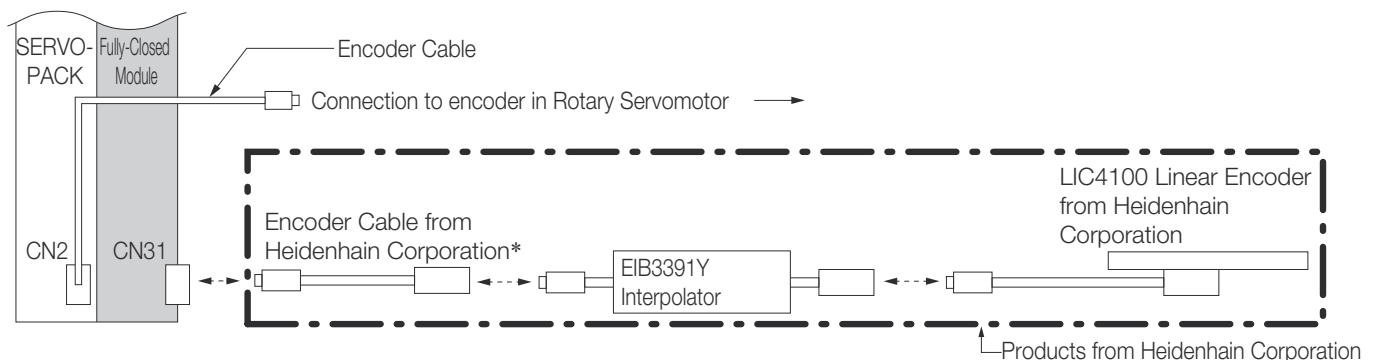 SERVO-
PACK
Fully-Closed
Module
Encoder Cable
Connection to encoder in Rotary Servomotor
CN2
CN31
Encoder Cable from
Heidenhain Corporation*
EIB3391Y
Interpolator
LIC4100 Linear Encoder
from Heidenhain
Corporation
Products from Heidenhain Corporation